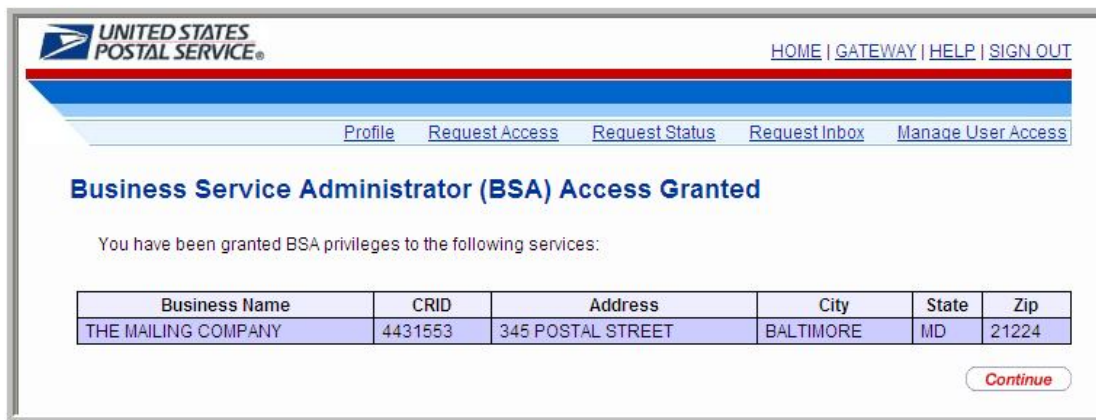 UNITED STATES
POSTAL SERVICE®
HOME | GATEWAY | HELP | SIGN OUT
Profile Request Access Request Status Request Inbox Manage User Access
Business Service Administrator (BSA) Access Granted
You have been granted BSA privileges to the following services:
Business Name CRID Address City State Zip
THE MAILING COMPANY 4431553 345 POSTAL STREET BALTIMORE MD 21224
Continue